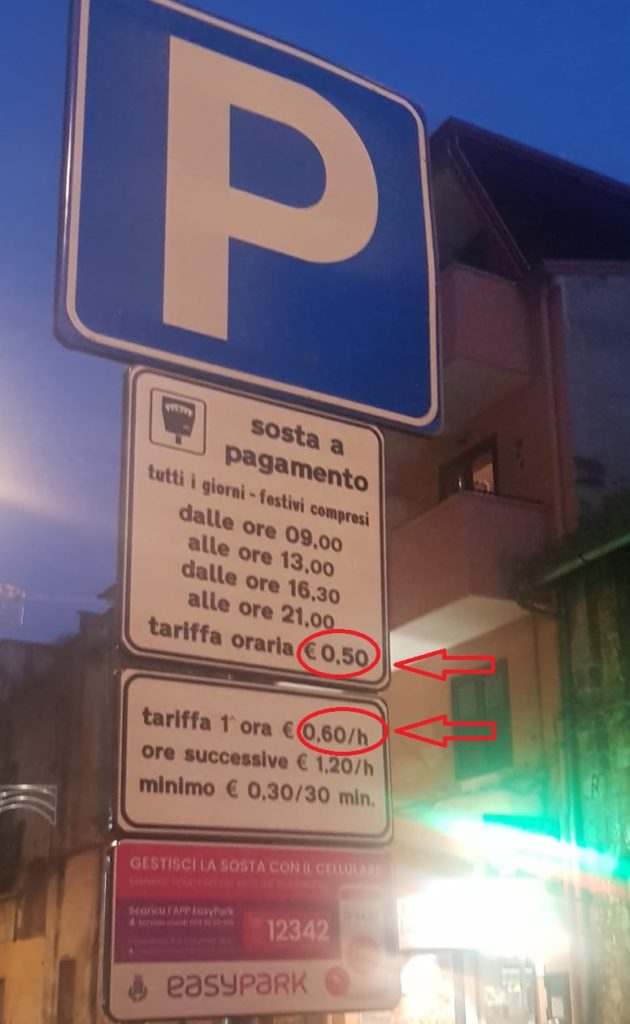 P
sosta a
pagamento
tutti i giorni - festivi compresi
dalle ore 09.00
alle ore 13.00
dalle ore 16.30
alle ore 21.00
tariffa oraria € 0,50
tariffa 1^ ora € 0,60/h
ore successive € 1,20/h
minimo € 0,30/30 min.
GESTISCI LA SOSTA CON IL CELLULARE
Scarica l'APP EasyPark
12342
easyPARK